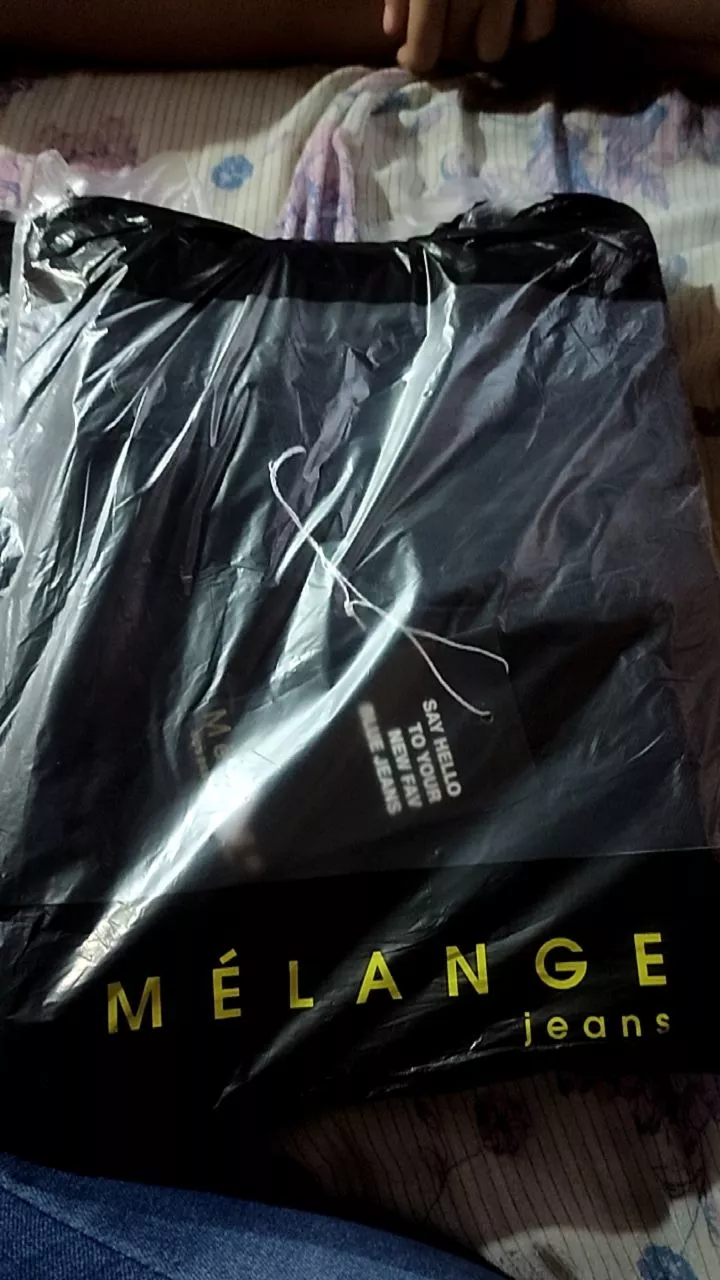 SAY HELLO
TO YOUR
NEW FAV
BLUE JEANS
MÉLANGE
jeans